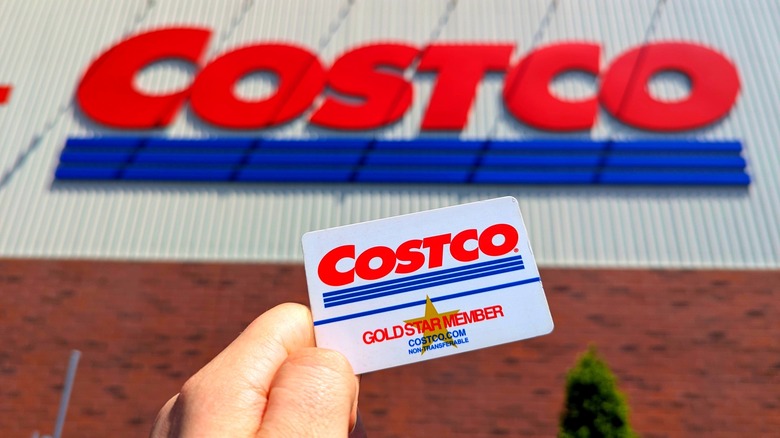 COSTCO
COSTCO
GOLD STAR MEMBER
COSTCO.COM
NON-TRANSFERABLE